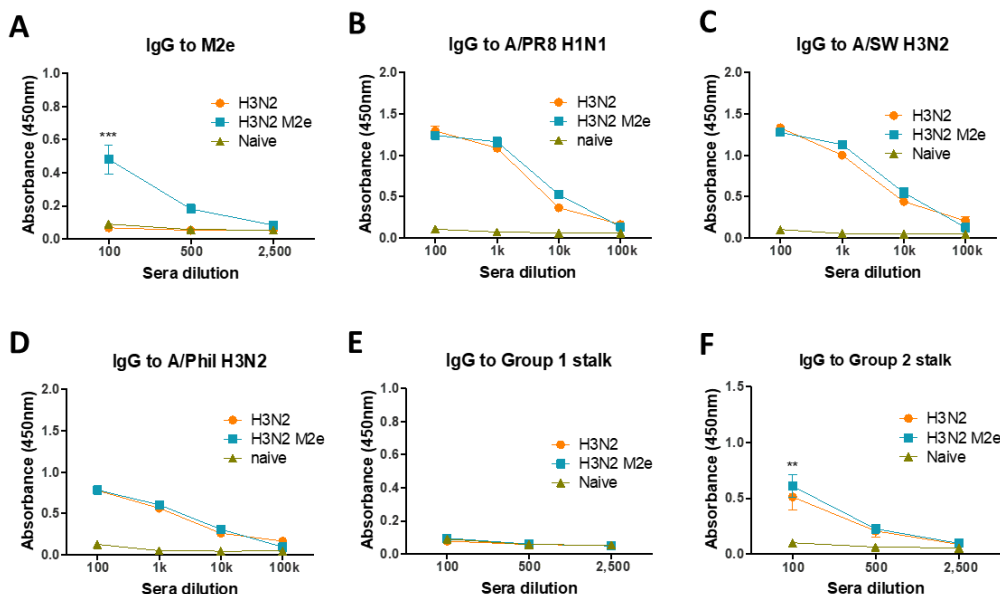 A
IgG to M2e
Absorbance (450nm)
1.0
0.8
0.6
0.4
0.2
0.0
***
H3N2
H3N2 M2e
Naive
100 500 2,500
Sera dilution
B
IgG to A/PR8 H1N1
Absorbance (450nm)
2.0
1.5
1.0
0.5
0.0
H3N2
H3N2 M2e
naive
100 1k 10k 100k
Sera dilution
C
IgG to A/SW H3N2
Absorbance (450nm)
2.0
1.5
1.0
0.5
0.0
H3N2
H3N2 M2e
Naive
100 1k 10k 100k
Sera dilution
D
IgG to A/Phil H3N2
Absorbance (450nm)
2.0
1.5
1.0
0.5
0.0
H3N2
H3N2 M2e
naive
100 1k 10k 100k
Sera dilution
E
IgG to Group 1 stalk
Absorbance (450nm)
1.0
0.8
0.6
0.4
0.2
0.0
H3N2
H3N2 M2e
Naive
100 500 2,500
Sera dilution
F
IgG to Group 2 stalk
Absorbance (450nm)
1.5
1.0
0.5
0.0
**
H3N2
H3N2 M2e
Naive
100 500 2,500
Sera dilution